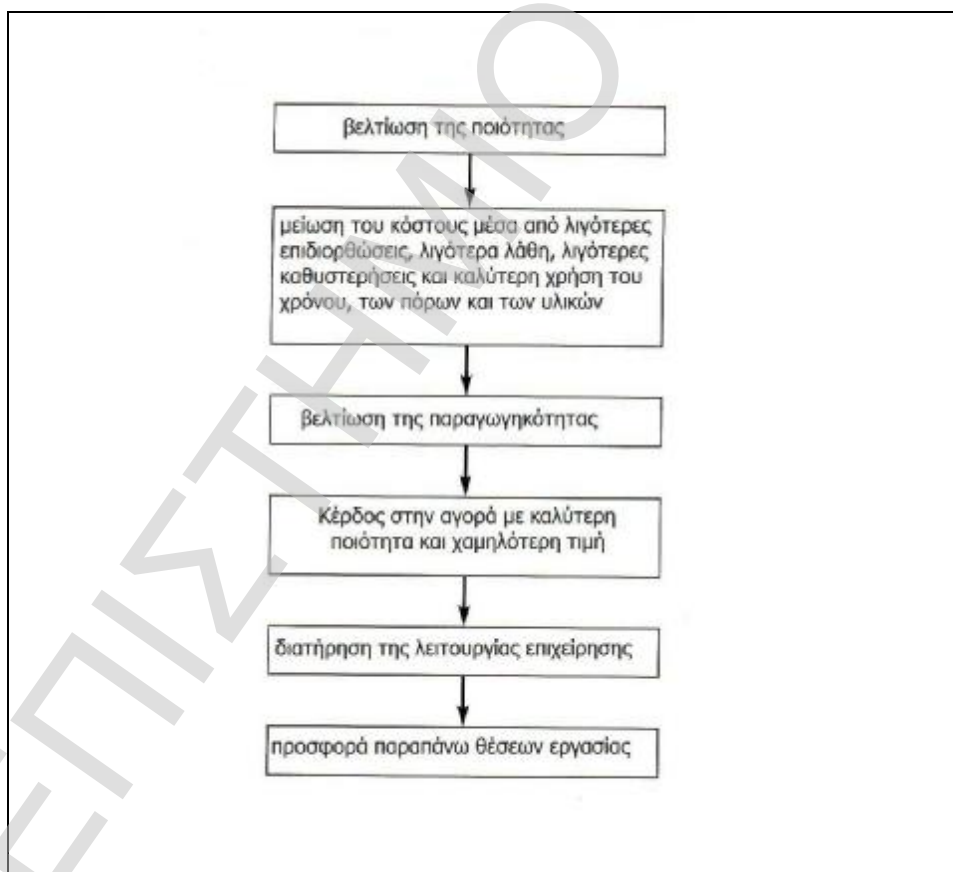 βελτίωση της ποιότητας
μείωση του κόστους μέσα από λιγότερες
επιδιορθώσεις, λιγότερα λάθη, λιγότερες
καθυστερήσεις και καλύτερη χρήση του
χρόνου, των πόρων και των υλικών
βελτίωση της παραγωγηκότητας
Κέρδος στην αγορά με καλύτερη
ποιότητα και χαμηλότερη τιμή
διατήρηση της λειτουργίας επιχείρησης
προσφορά παραπάνω θέσεων εργασίας
ΕΠΙΣΤΗΜΙΟ